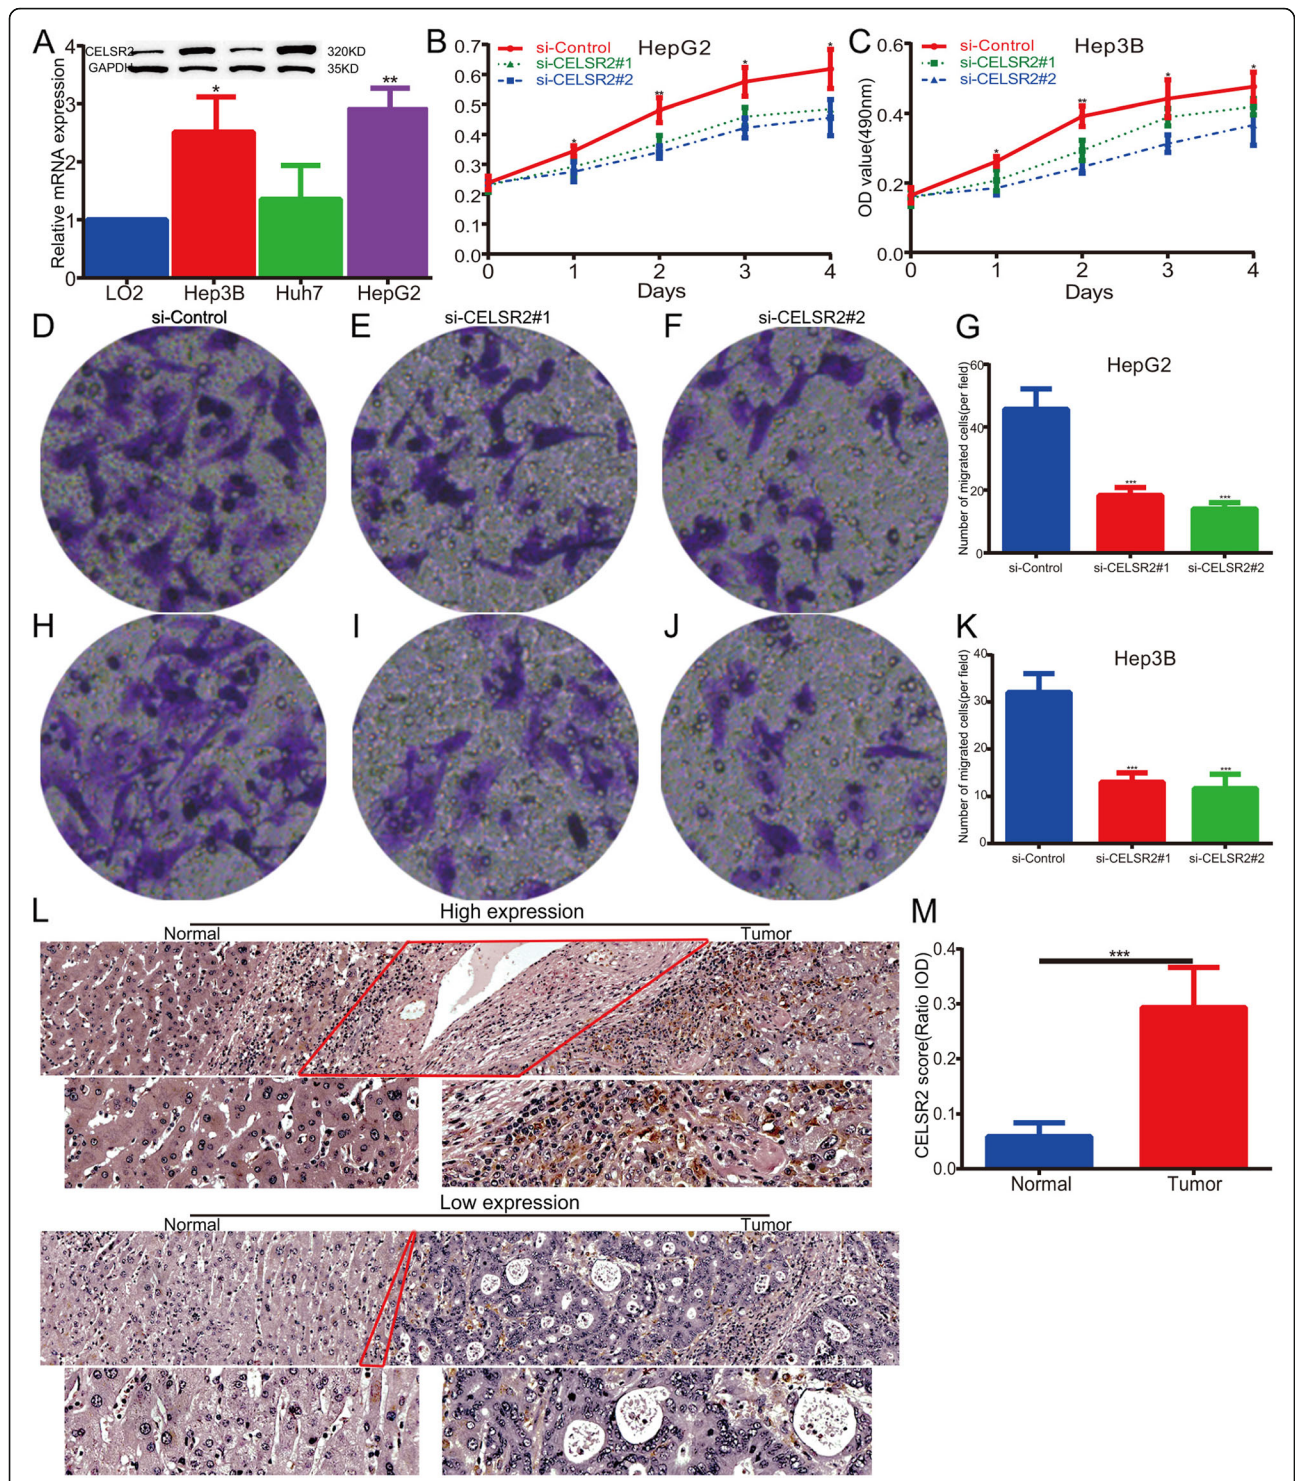 A
CELSR2
320KD
GAPDH
35KD
Relative mRNA expression
4
3
2
1
0
*
**
LO2 Hep3B Huh7 HepG2
B
HepG2
si-Control
si-CELSR2#1
si-CELSR2#2
0.7
0.6
0.5
0.4
0.3
0.2
0.1
0.0
*
**
*
*
0 1 2 3 4
Days
C
Hep3B
si-Control
si-CELSR2#1
si-CELSR2#2
OD value(490nm)
0.6
0.4
0.2
0.0
*
**
*
*
0 1 2 3 4
Days
D
si-Control
E
si-CELSR2#1
F
si-CELSR2#2
G
HepG2
Number of migrated cells(per field)
60
40
20
0
***
***
si-Control si-CELSR2#1 si-CELSR2#2
H
I
J
K
Hep3B
Number of migrated cells(per field)
40
30
20
10
0
***
***
si-Control si-CELSR2#1 si-CELSR2#2
L
High expression
Normal
Tumor
Low expression
Normal
Tumor
M
CELSR2 score(Ratio IOD)
0.4
0.3
0.2
0.1
0.0
***
Normal Tumor